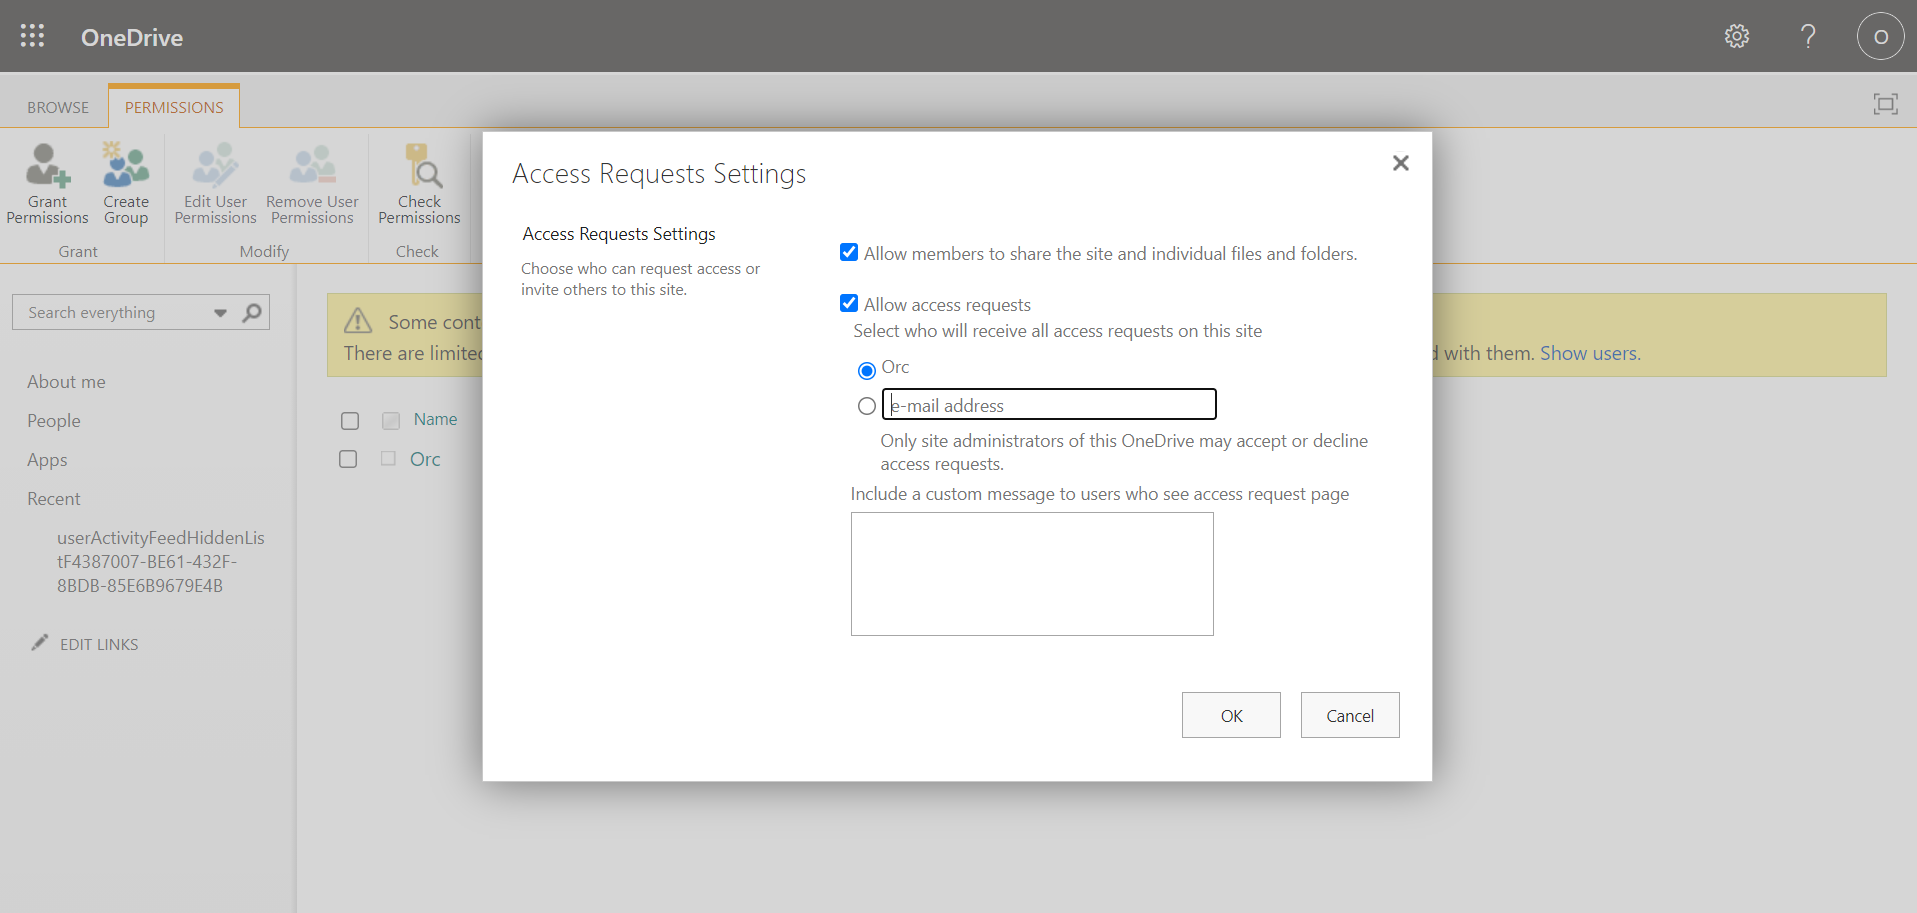 OneDrive
?
O
BROWSE
PERMISSIONS
Grant
Permissions
Create
Group
Edit User
Permissions
Remove User
Permissions
Check
Permissions
Grant
Modify
Check
Search everything
About me
People
Apps
Recent
userActivityFeedHiddenLis
tF4387007-BE61-432F-
8BDB-85E6B9679E4B
EDIT LINKS
Some cont
There are limited
with them. Show users.
Name
Orc
Access Requests Settings
Access Requests Settings
Choose who can request access or
invite others to this site.
Allow members to share the site and individual files and folders.
Allow access requests
Select who will receive all access requests on this site
Orc
e-mail address
Only site administrators of this OneDrive may accept or decline
access requests.
Include a custom message to users who see access request page
OK
Cancel